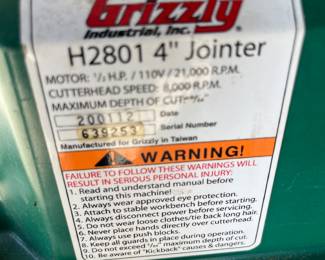 Grizzly
Industrial, Inc.
H2801 4" Jointer
MOTOR: 1/2 H.P. / 110V / 21,000 R.P.M.
CUTTERHEAD SPEED: 8,000 R.P.M.
MAXIMUM DEPTH OF CUT:
200112 Date
639253 Serial Number
Manufactured for Grizzly in Taiwan
WARNING!
FAILURE TO FOLLOW THESE WARNINGS WILL
RESULT IN SERIOUS PERSONAL INJURY:
1. Read and understand manual before
starting this machine!
2. Always wear approved eye protection.
3. Attach to stable workbench before starting.
4. Always disconnect power before servicing.
5. Do not wear loose clothes/tie back long hair.
6. Never place hands directly over cutterhead.
7. Always use push blocks.
8. Keep all guards in place during operation.
9. Do not exceed maximum depth of cut.
10. Be aware of "Kickback" causes & dangers.